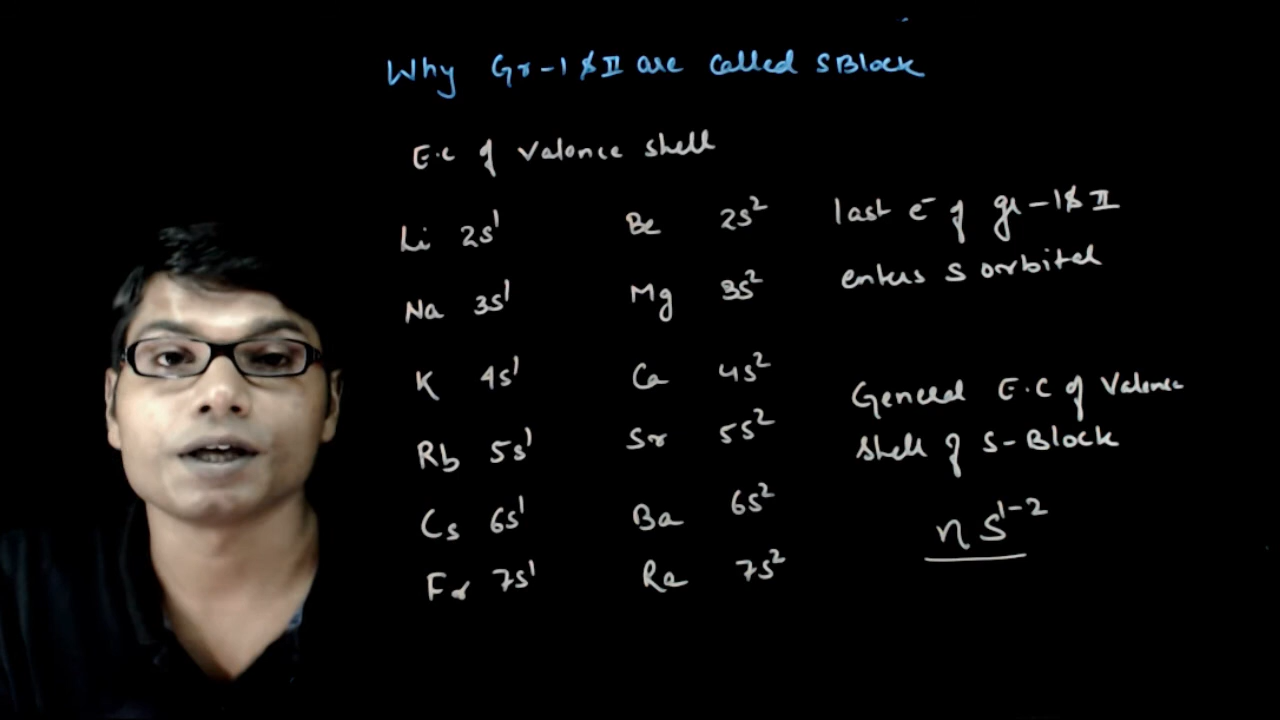 Why Gr-1 & II are called S Block
E.C of Valence shell
Li 2s¹ Be 2s² last e⁻ of gr-1 & II
enters S orbital
Na 3s¹ Mg 3s²
K 4s¹ Ca 4s² General E.C of Valence
shell of S-Block
Rb 5s¹ Sr 5s²
Cs 6s¹ Ba 6s² nS¹⁻²
Fr 7s¹ Ra 7s²